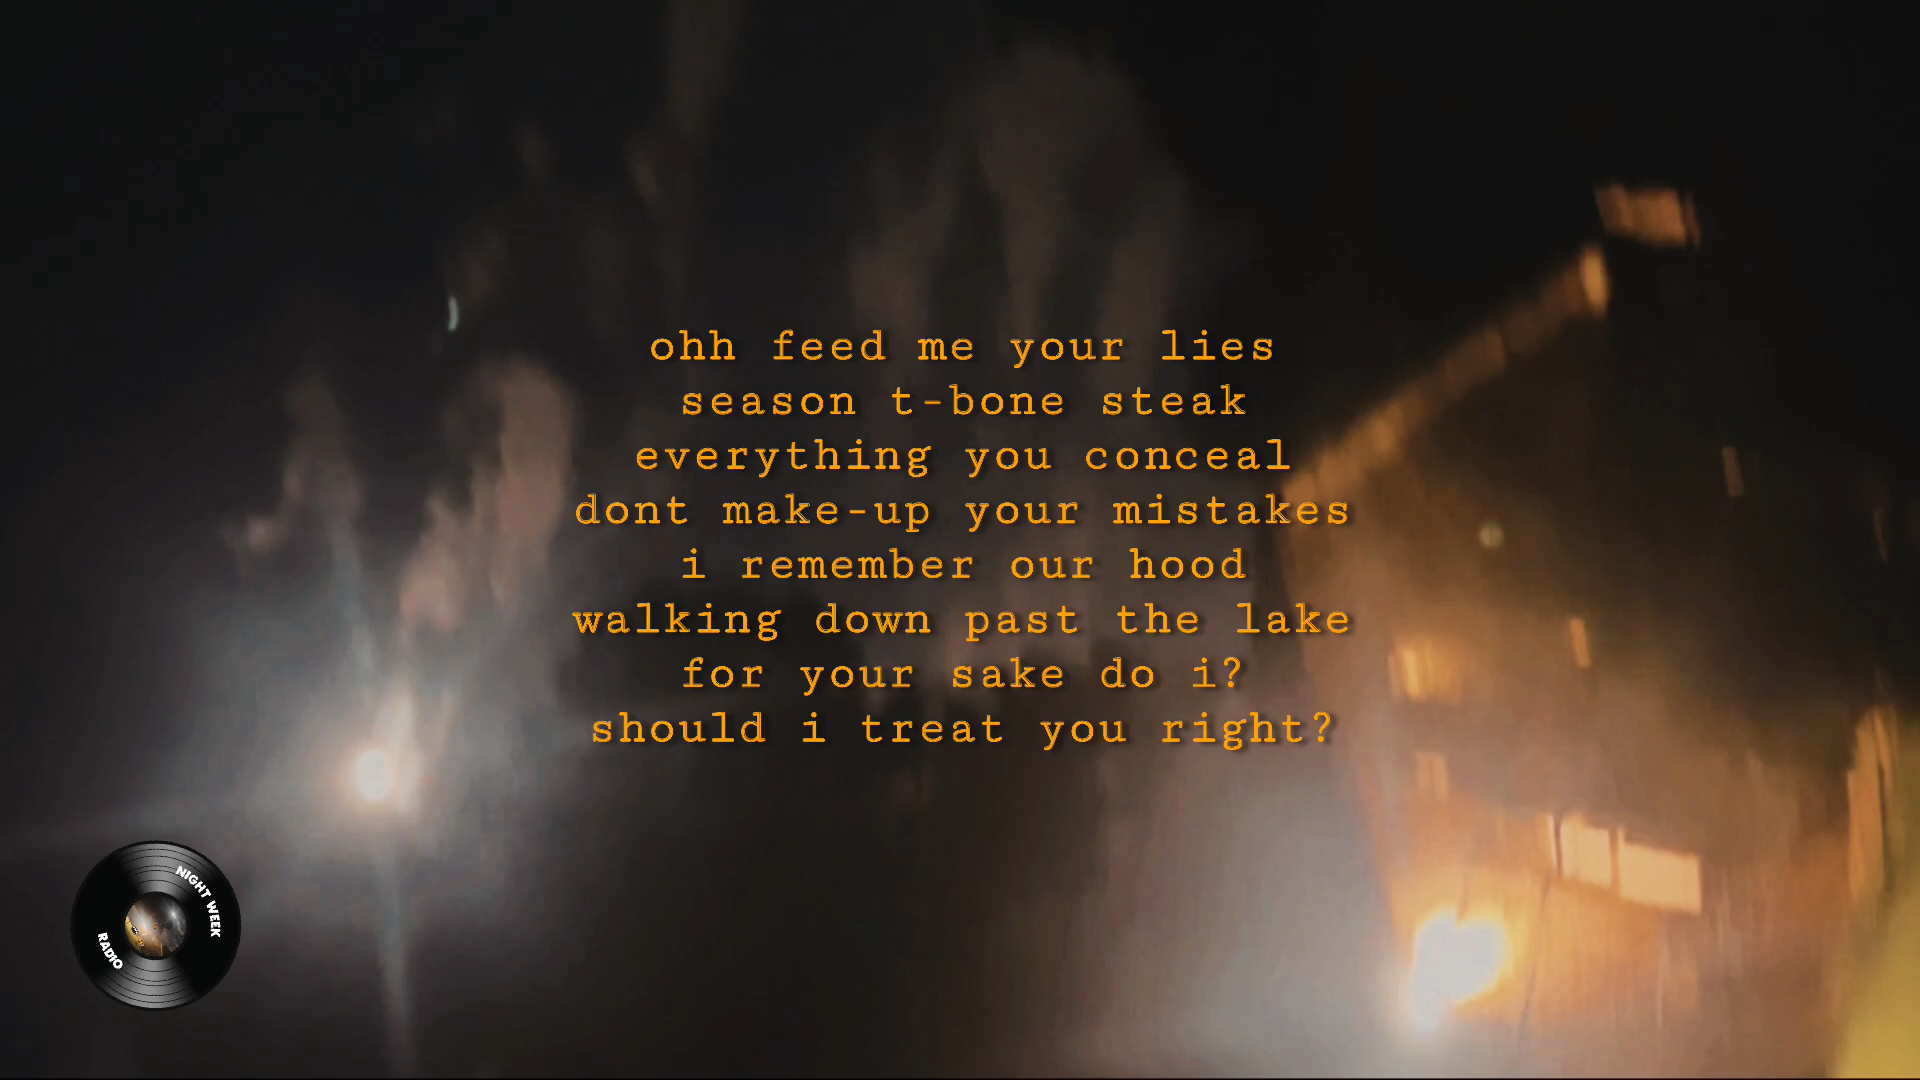 ohh feed me your lies
season t-bone steak
everything you conceal
dont make-up your mistakes
i remember our hood
walking down past the lake
for your sake do i?
should i treat you right?
NIGHT WEEK
RADIO